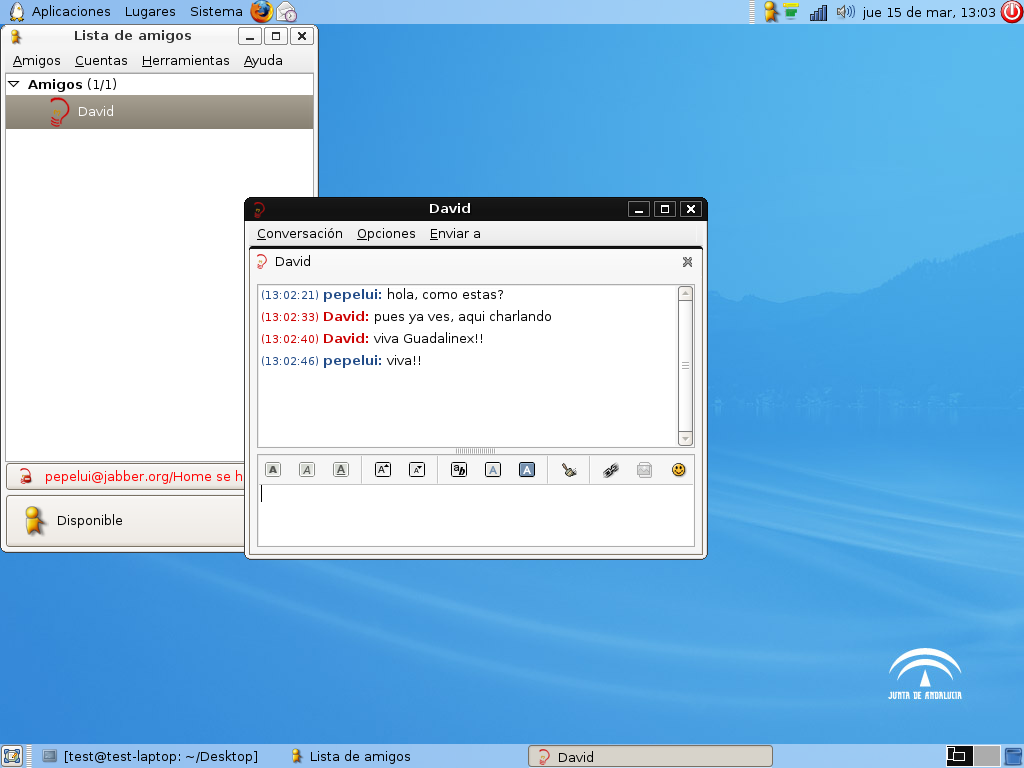 Aplicaciones Lugares Sistema jue 15 de mar, 13:03
Lista de amigos
Amigos Cuentas Herramientas Ayuda
Amigos (1/1)
David
pepelui@jabber.org/Home se h
Disponible
David
Conversación Opciones Enviar a
David
(13:02:21) pepelui: hola, como estas?
(13:02:33) David: pues ya ves, aqui charlando
(13:02:40) David: viva Guadalinex!!
(13:02:46) pepelui: viva!!
JUNTA DE ANDALUCIA
[test@test-laptop: ~/Desktop] Lista de amigos David